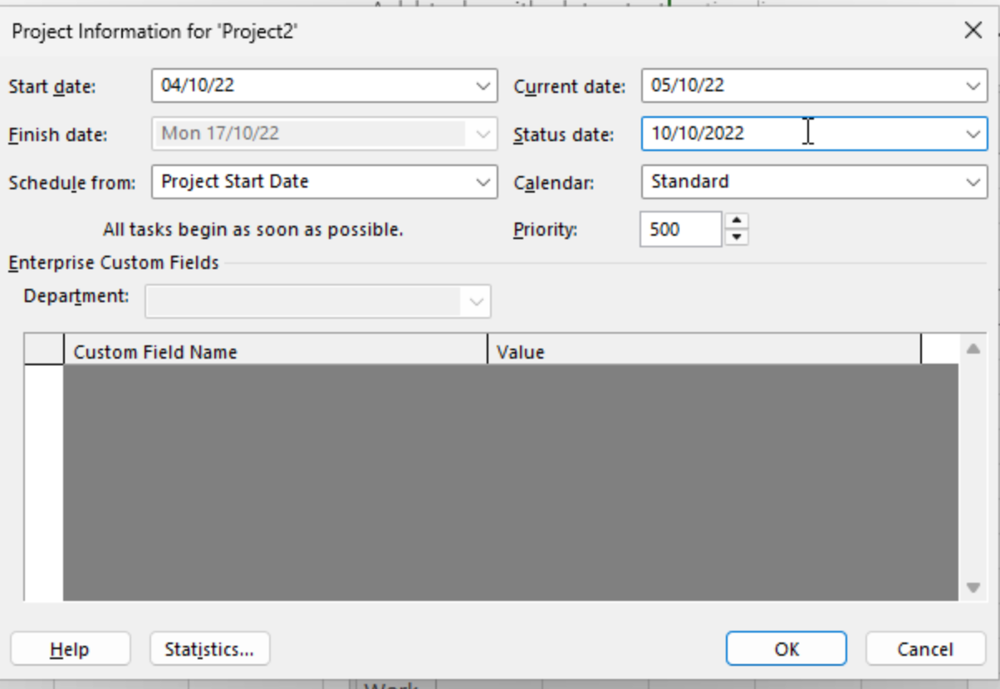 Project Information for 'Project2'
Start date: 04/10/22 Current date: 05/10/22
Finish date: Mon 17/10/22 Status date: 10/10/2022
Schedule from: Project Start Date Calendar: Standard
All tasks begin as soon as possible. Priority: 500
Enterprise Custom Fields
Department:
Custom Field Name Value
Help Statistics... OK Cancel